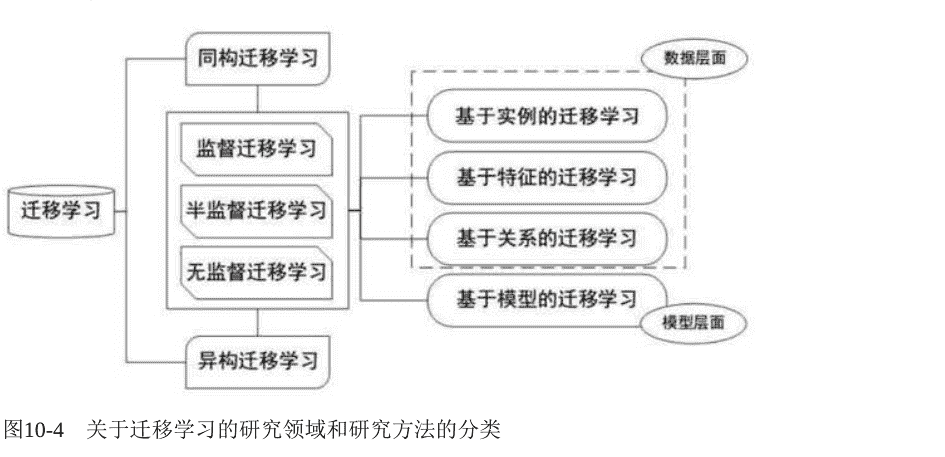 同构迁移学习
数据层面
基于实例的迁移学习
监督迁移学习
基于特征的迁移学习
迁移学习
半监督迁移学习
基于关系的迁移学习
无监督迁移学习
基于模型的迁移学习
模型层面
异构迁移学习
图10-4 关于迁移学习的研究领域和研究方法的分类